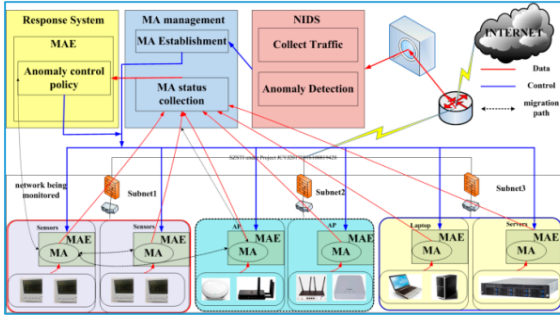 Response System
MA management
NIDS
MAE
MA Establishment
Collect Traffic
INTERNET
Anomaly control
policy
MA status
collection
Anomaly Detection
Data
Control
migration
path
network being
monitored
Subnet1
Subnet2
Subnet3
Sensors
Sensors
AP
AP
Laptop
Servers
MAE
MAE
MAE
MAE
MAE
MAE
MA
MA
MA
MA
MA
MA